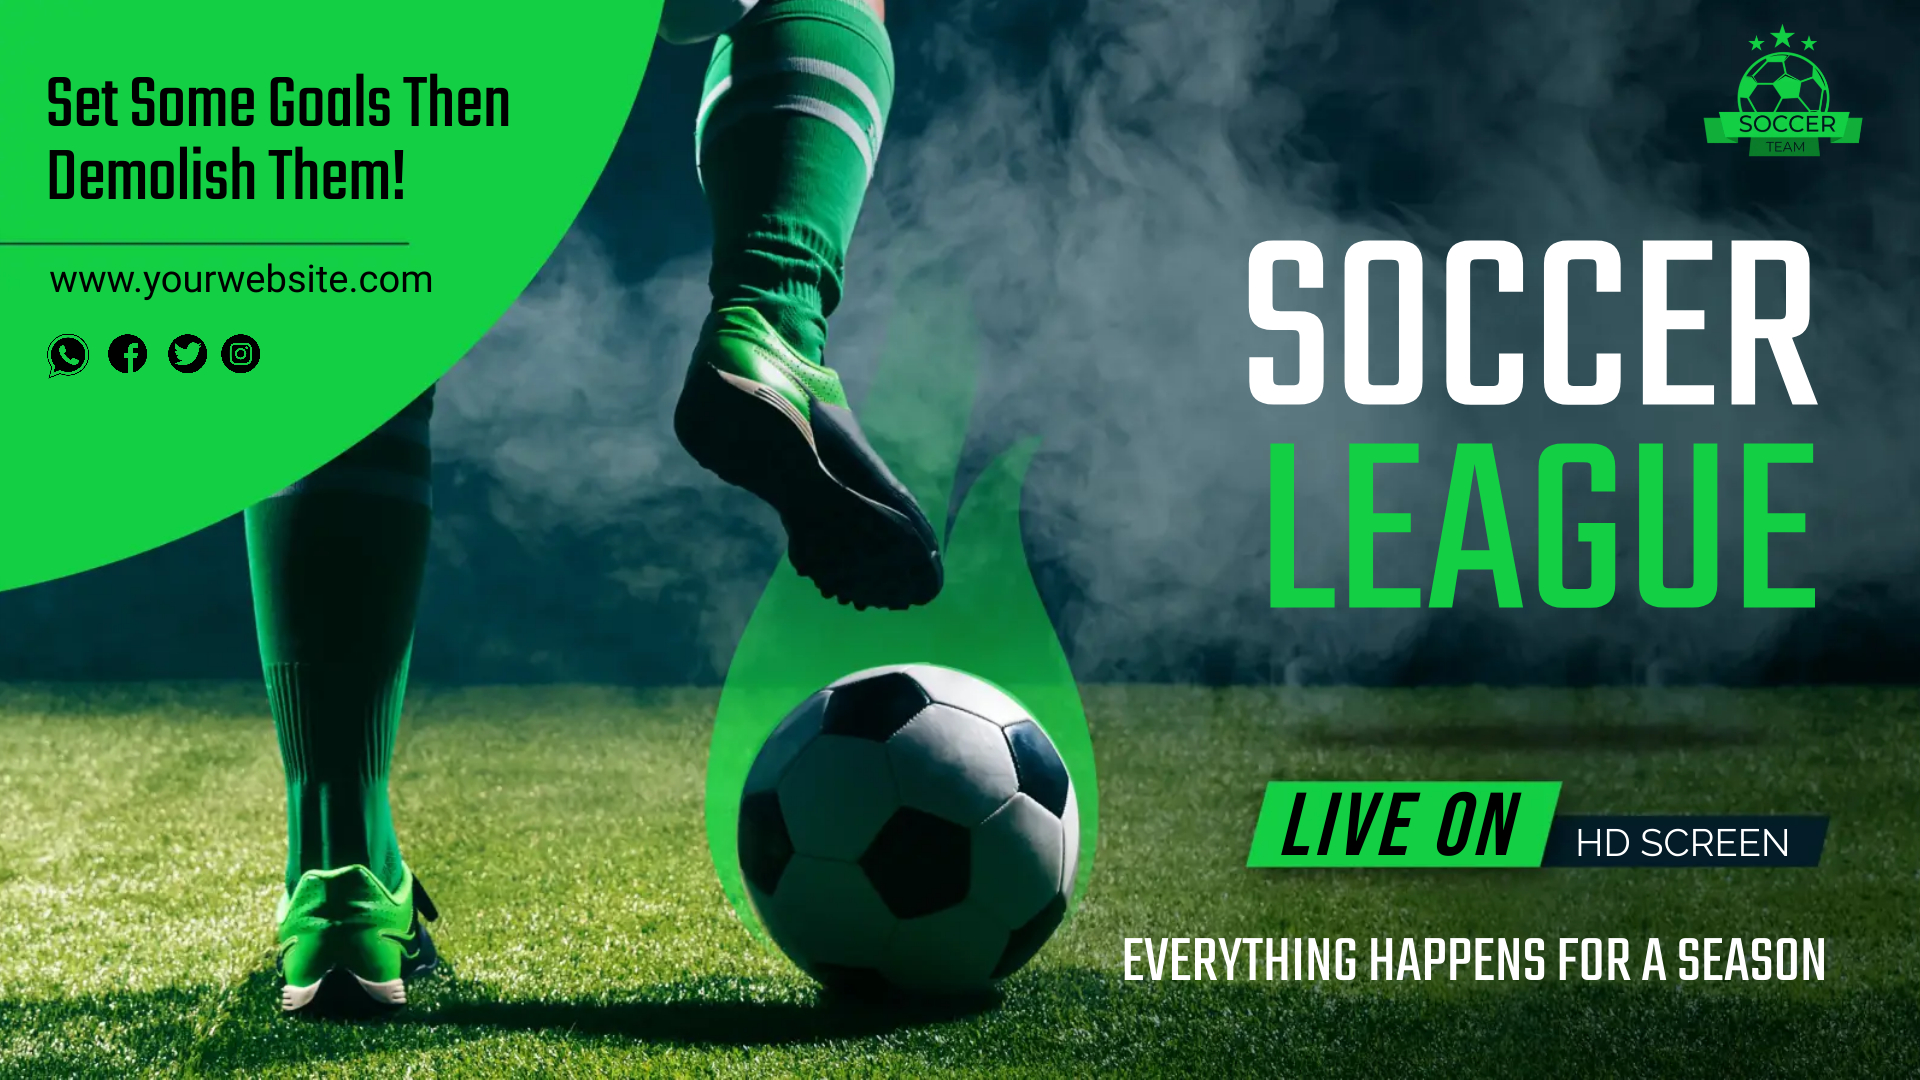 Set Some Goals Then
Demolish Them!
www.yourwebsite.com
SOCCER
TEAM
SOCCER
LEAGUE
LIVE ON
HD SCREEN
EVERYTHING HAPPENS FOR A SEASON